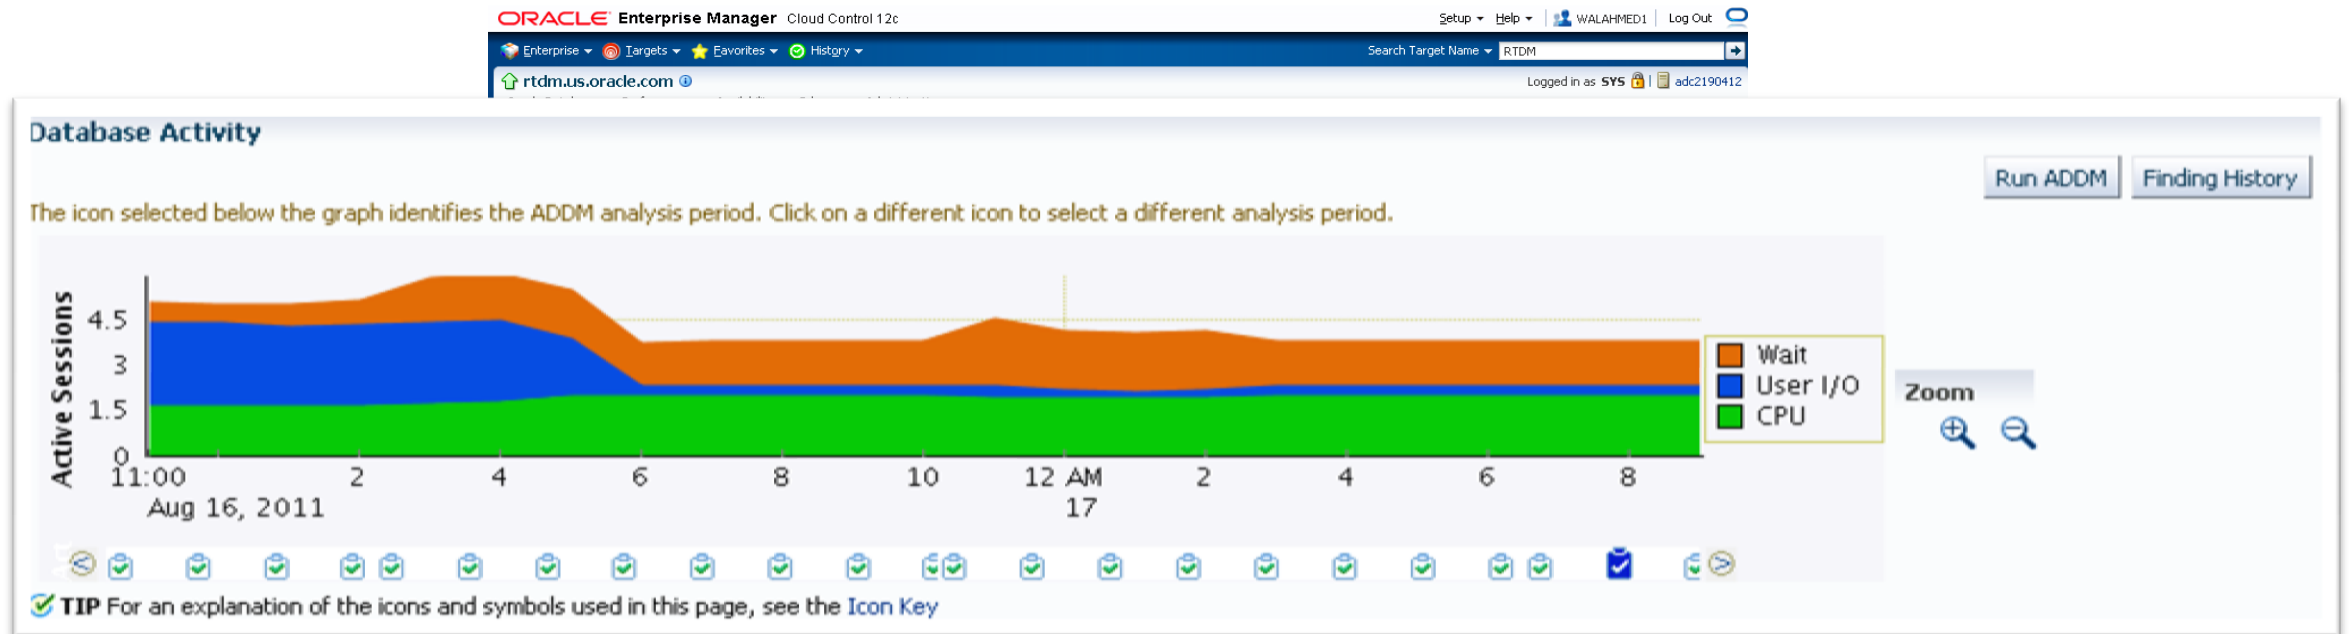 ORACLE Enterprise Manager Cloud Control 12c
Setup Help WALAHMED1 Log Out
Enterprise Targets Favorites History Search Target Name RTDM
rtdm.us.oracle.com Logged in as SYS adc2190412
Database Activity
Run ADDM Finding History
The icon selected below the graph identifies the ADDM analysis period. Click on a different icon to select a different analysis period.
Active Sessions
4.5
3
1.5
0
Wait
User I/O
CPU
Zoom
11:00 2 4 6 8 10 12 AM 2 4 6 8
Aug 16, 2011 17
TIP For an explanation of the icons and symbols used in this page, see the Icon Key